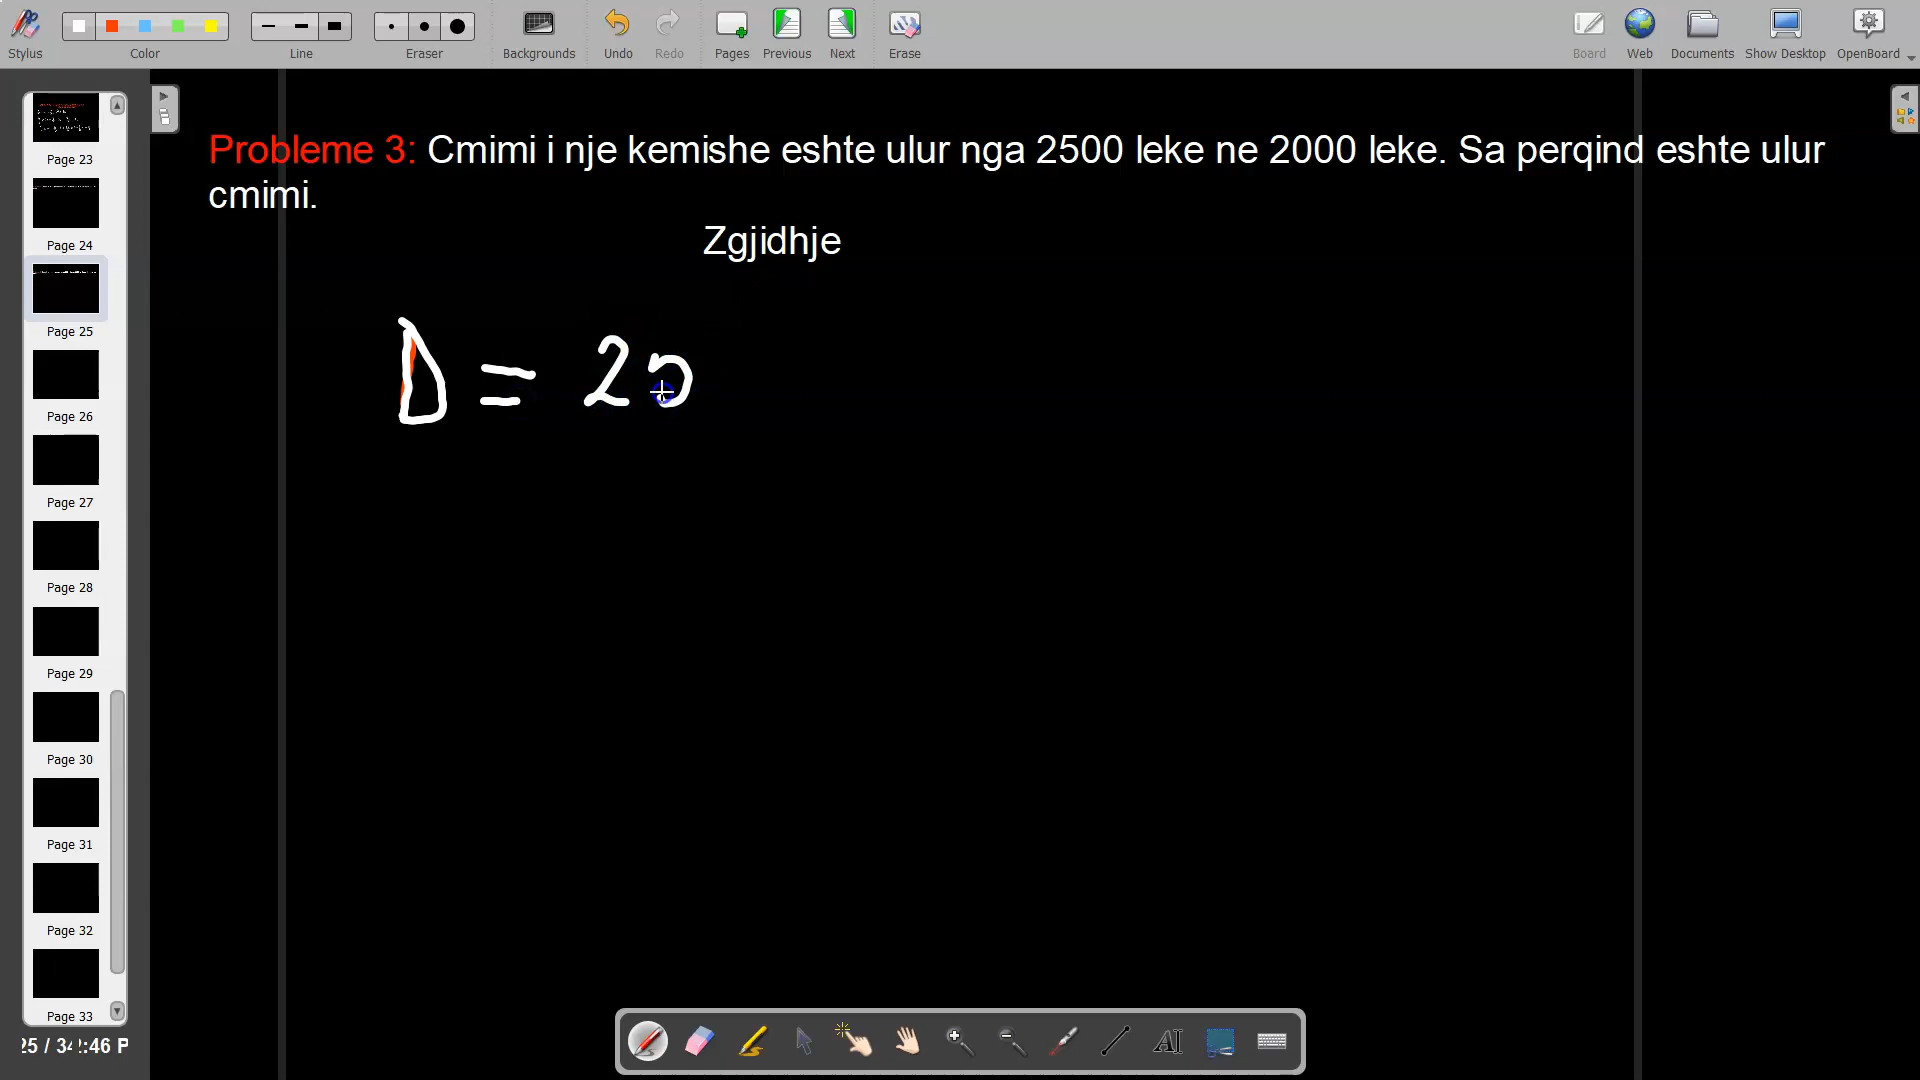 Stylus Color Line Eraser Backgrounds Undo Redo Pages Previous Next Erase Board Web Documents Show Desktop OpenBoard
Probleme 3: Cmimi i nje kemishe eshte ulur nga 2500 leke ne 2000 leke. Sa perqind eshte ulur
cmimi.
Zgjidhje
D = 25
Page 23
Page 24
Page 25
Page 26
Page 27
Page 28
Page 29
Page 30
Page 31
Page 32
Page 33